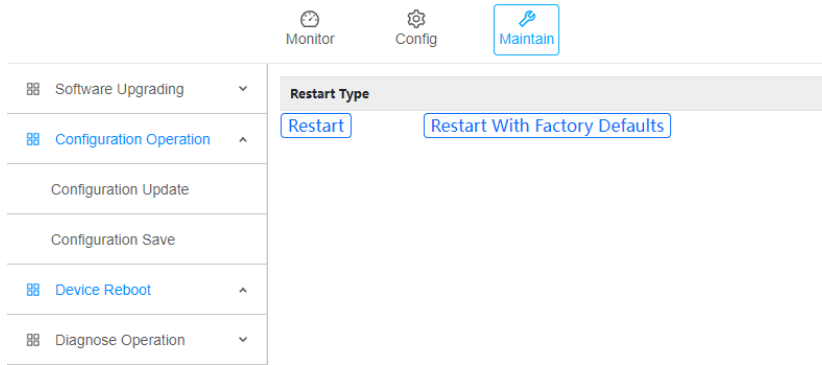 Monitor
Config
Maintain
Software Upgrading
Configuration Operation
Configuration Update
Configuration Save
Device Reboot
Diagnose Operation
Restart Type
Restart
Restart With Factory Defaults